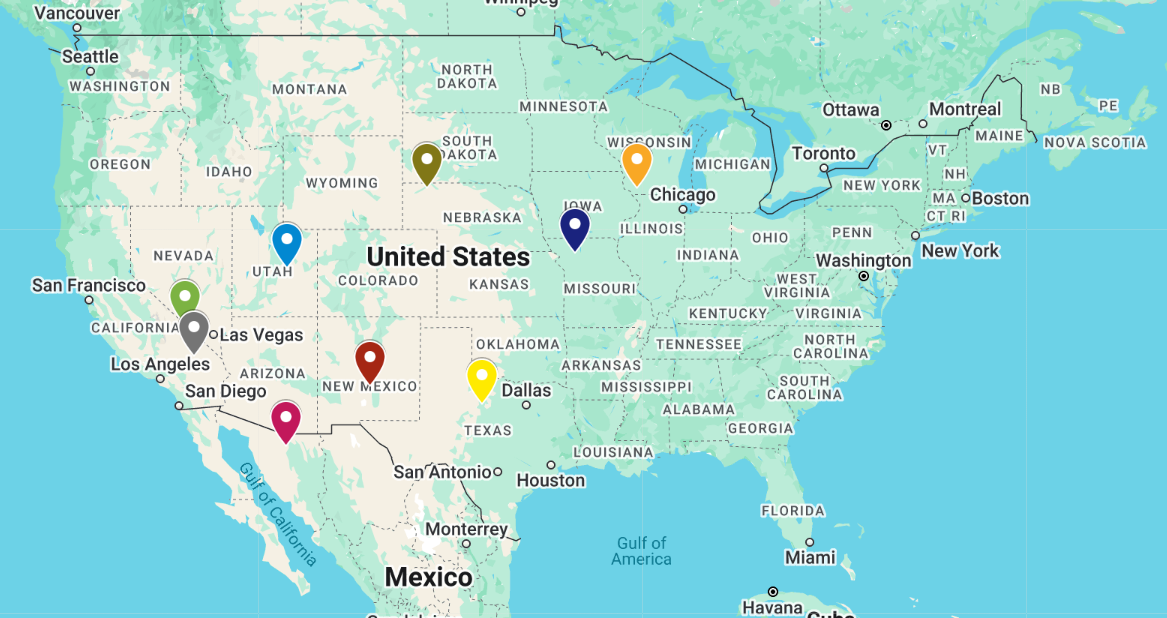 Winnipeg
Vancouver
Seattle
WASHINGTON
MONTANA
NORTH
DAKOTA
MINNESOTA
NB
PE
Ottawa
Montreal
MAINE
NOVA SCOTIA
OREGON
IDAHO
WYOMING
SOUTH
DAKOTA
WISCONSIN
MICHIGAN
Toronto
VT
NH
NEW YORK
MA
Boston
CT RI
Chicago
IOWA
NEBRASKA
ILLINOIS
OHIO
PENN
New York
NEVADA
UTAH
United States
COLORADO
KANSAS
INDIANA
Washington
WEST
VIRGINIA
MISSOURI
San Francisco
KENTUCKY
VIRGINIA
CALIFORNIA
Las Vegas
OKLAHOMA
TENNESSEE
NORTH
CAROLINA
Los Angeles
ARIZONA
NEW MEXICO
ARKANSAS
MISSISSIPPI
SOUTH
CAROLINA
San Diego
Dallas
ALABAMA
GEORGIA
TEXAS
LOUISIANA
San Antonio
Houston
Gulf of California
FLORIDA
Monterrey
Gulf of
America
Miami
Mexico
Havana
Cuba